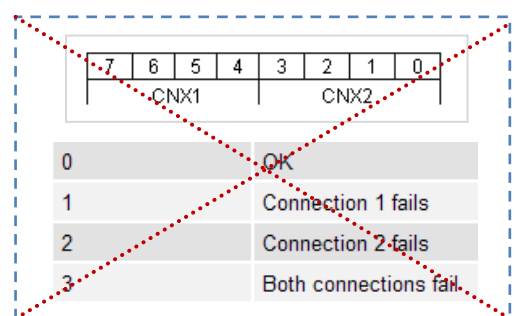 7 6 5 4 3 2 1 0
CNX1 CNX2
0 OK
1 Connection 1 fails
2 Connection 2 fails
3 Both connections fail